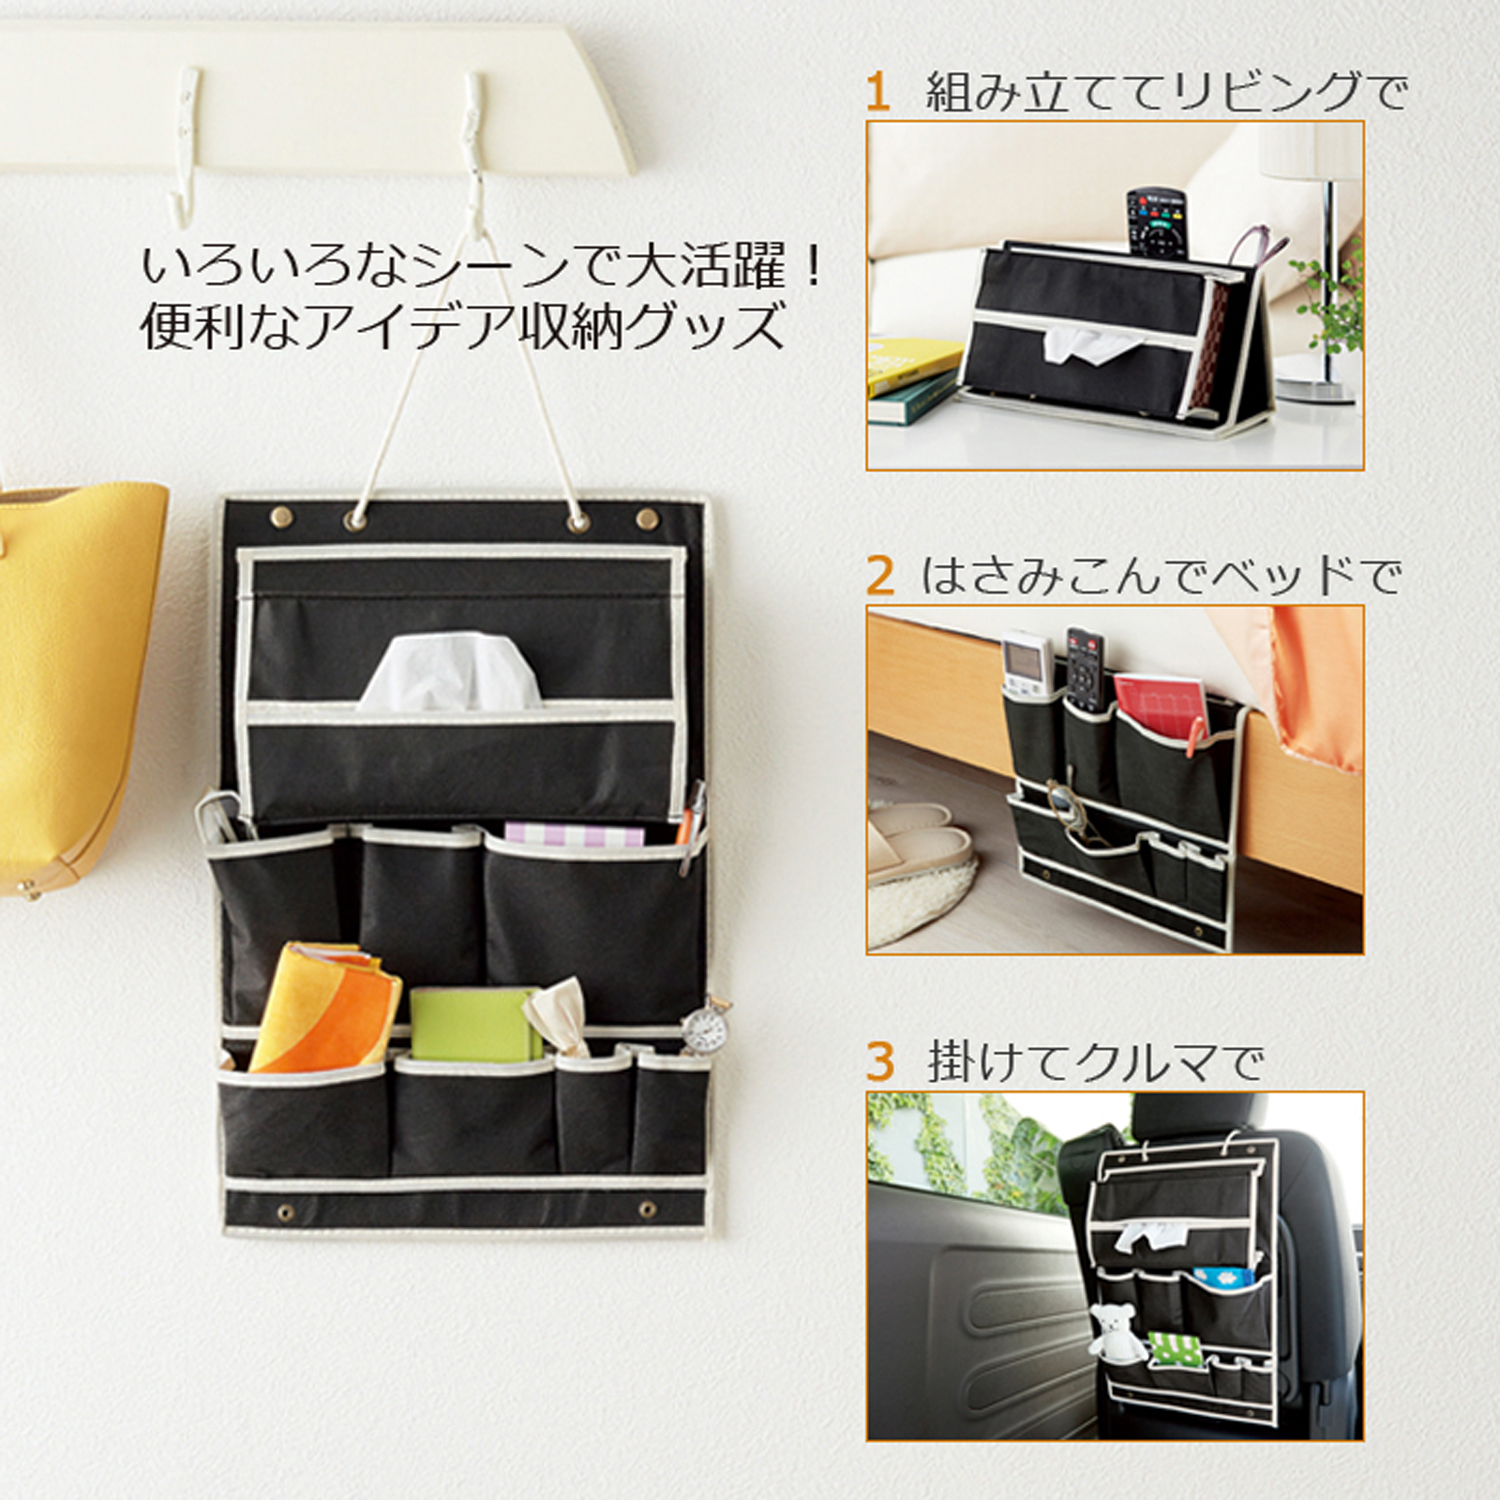 いろいろなシーンで大活躍！
便利なアイデア収納グッズ
1 組み立ててリビングで
2 はさみこんでベッドで
3 掛けてクルマで